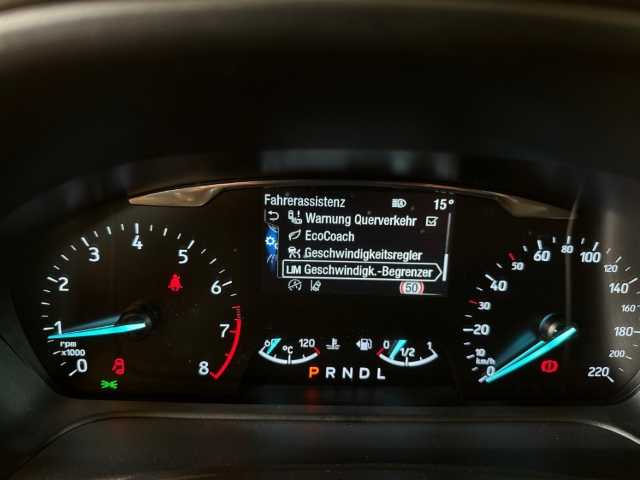 Fahrerassistenz 15°
Warnung Querverkehr
EcoCoach
Geschwindigkeitsregler
LIM Geschwindigk.-Begrenzer
50
0 1 2 3 4 5 6 7 8
rpm
x1000
°C 120
0 1/2 1
P R N D L
0 10 20 30 40 50 60 80 100 120 140 160 180 200 220
km/h